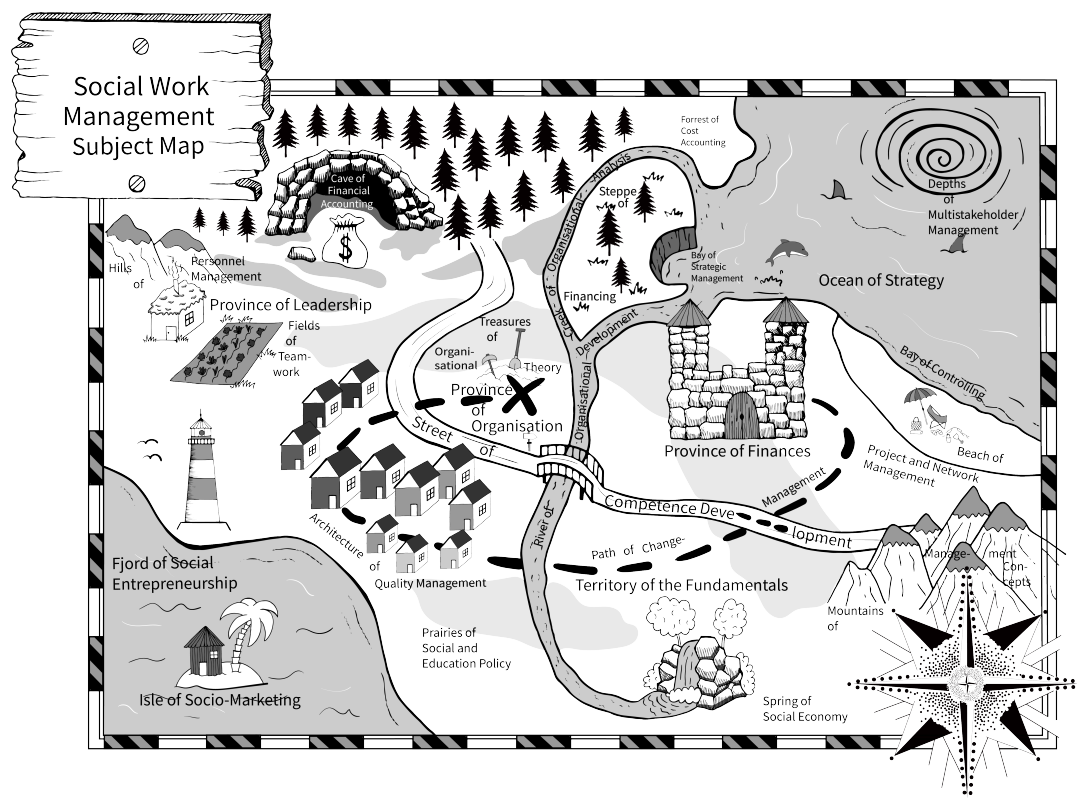 Social Work
Management
Subject Map
Forrest of
Cost
Accounting
Cave of
Financial
Accounting
$
Depths
of
Multistakeholder
Management
Steppe
of
Financing
Kreek of Organisational Analysis
Bay of
Strategic
Management
Ocean of Strategy
Hills
of
Personnel
Management
Province of Leadership
Fields
of
Team-
work
Treasures
of
Organi-
sational
Theory
Province
of
Organisation
Organisational
Development
Bay of Controlling
Beach of
Project and Network
Management
Province of Finances
Street of
Competence Deve
lopment
River of
Path of Change-
Management
Architecture
of
Quality Management
Manage-
ment
Con-
cepts
Mountains
of
Fjord of Social
Entrepreneurship
Territory of the Fundamentals
Prairies of
Social and
Education Policy
Isle of Socio-Marketing
Spring of
Social Economy